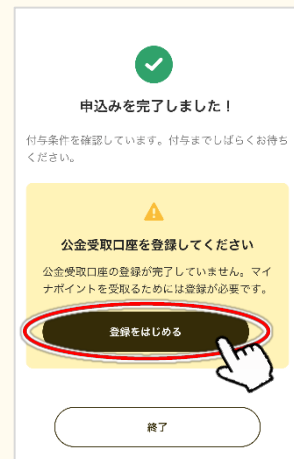 申込みを完了しました！
付与条件を確認しています。付与までしばらくお待ち
ください。
公金受取口座を登録してください
公金受取口座の登録が完了していません。マイ
ナポイントを受取るためには登録が必要です。
登録をはじめる
終了